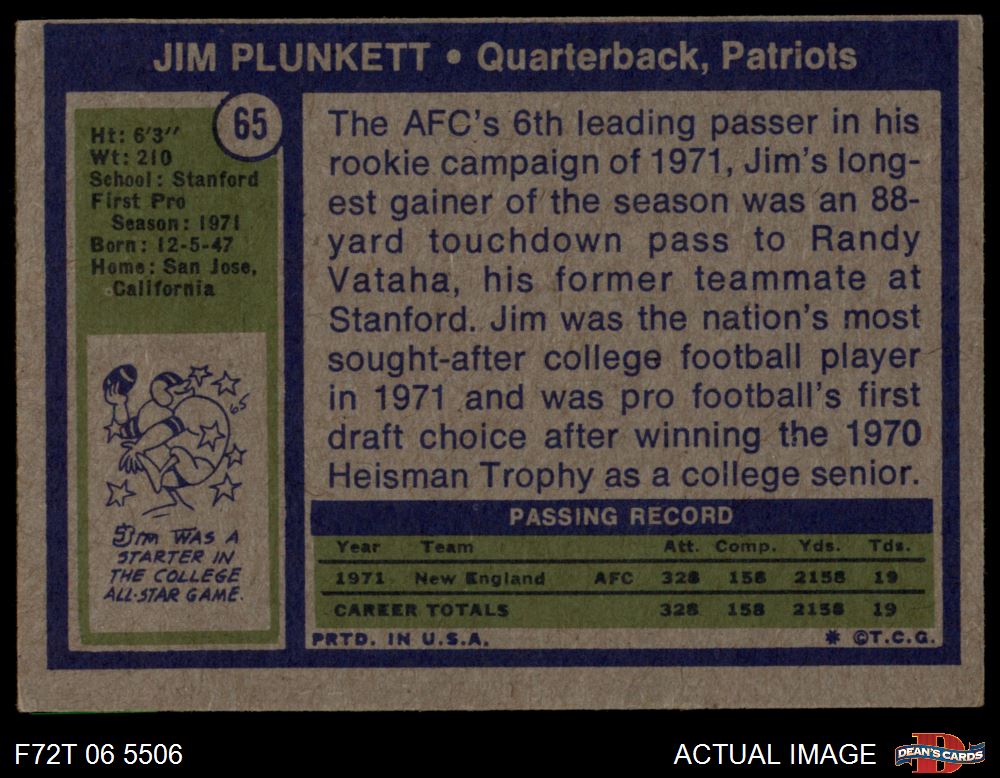 JIM PLUNKETT • Quarterback, Patriots
65
Ht: 6'3"
Wt: 210
School: Stanford
First Pro
Season: 1971
Born: 12-5-47
Home: San Jose,
California
65
Jim WAS A
STARTER IN
THE COLLEGE
ALL-STAR GAME.
The AFC's 6th leading passer in his
rookie campaign of 1971, Jim's long-
est gainer of the season was an 88-
yard touchdown pass to Randy
Vataha, his former teammate at
Stanford. Jim was the nation's most
sought-after college football player
in 1971 and was pro football's first
draft choice after winning the 1970
Heisman Trophy as a college senior.
PASSING RECORD
Year Team Att. Comp. Yds. Tds.
1971 New England AFC 328 158 2158 19
CAREER TOTALS 328 158 2158 19
PRTD. IN U.S.A. * ©T.C.G.
F72T 06 5506 ACTUAL IMAGE DEAN'S CARDS